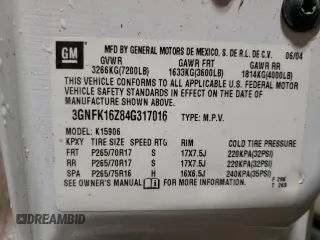 GM
MFD BY GENERAL MOTORS DE MEXICO, S. DE R.L. DE C.V. 06/04
GVWR GAWR FRT GAWR RR
3266KG(7200LB) 1633KG(3600LB) 1814KG(4000LB)
THIS VEHICLE CONFORMS TO ALL APPLICABLE U.S. FEDERAL MOTOR
VEHICLE SAFETY STANDARDS IN EFFECT ON THE DATE OF
MANUFACTURE SHOWN ABOVE.
3GNFK16Z84G317016 TYPE: M.P.V.
MODEL: K15906
KPXY TIRE SIZE SPEED RTG RIM COLD TIRE PRESSURE
FRT P265/70R17 S 17X7.5J 220KPA(32PSI)
RR P265/70R17 S 17X7.5J 220KPA(32PSI)
SPA P265/75R16 H 16X6.5J 240KPA(35PSI)
SEE OWNER'S MANUAL
T 268
DREAMBID